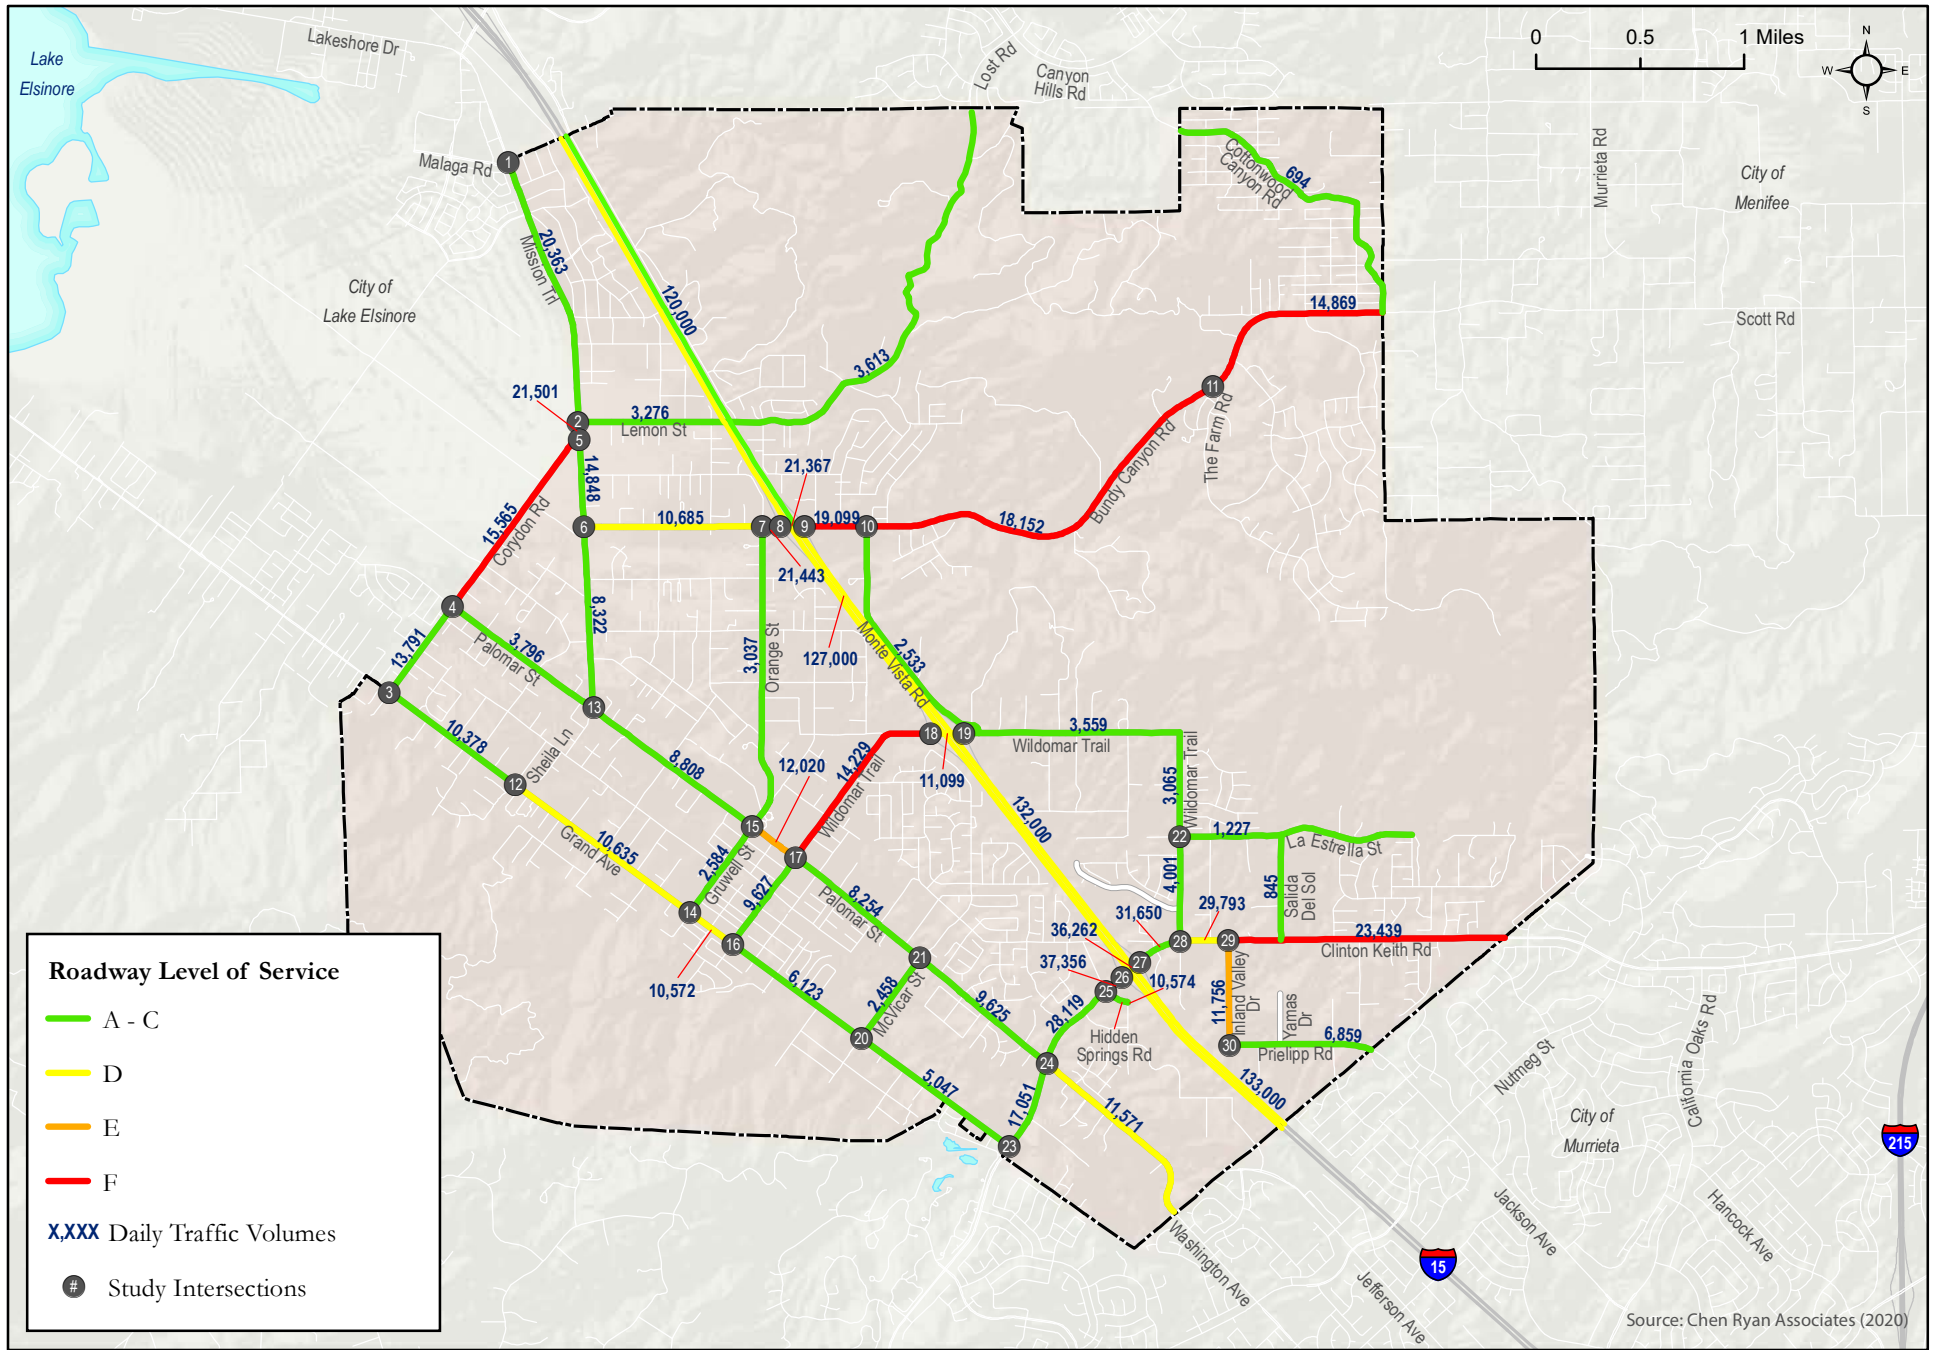 Lake
Elsinore
Lakeshore Dr
Lost Rd
Canyon
Hills Rd
0 0.5 1 Miles
N
W E
S
Malaga Rd
1
Cottonwood
Canyon Rd
694
Murrieta Rd
City of
Menifee
20,363
Mission Trl
City of
Lake Elsinore
120,000
14,869
Scott Rd
3,613
11
The Farm Rd
21,501
2
3,276
Lemon St
5
14,848
21,367
Bundy Canyon Rd
15,565
Corydon Rd
6
10,685
7
8
9
19,099
10
18,152
21,443
4
8,322
3,796
Palomar St
13,791
3,037
Orange St
127,000
Monte Vista Rd
2,533
3
13
10,378
Sheila Ln
8,808
12,020
14,229
Wildomar Trail
18
19
11,099
3,559
Wildomar Trail
3,065
Wildomar Trail
12
132,000
Grand Ave
10,635
15
2,584
Gruwell St
17
22
1,227
La Estrella St
4,001
845
Salida
Del Sol
9,627
8,254
Palomar St
14
16
10,572
31,650
29,793
36,262
28
29
23,439
Clinton Keith Rd
37,356
27
26
25
10,574
21
6,123
2,458
McVicar St
9,625
28,119
Hidden
Springs Rd
11,756
Inland Valley
Dr
Yamas
Dr
20
30
6,859
Prielipp Rd
24
5,047
17,051
11,571
133,000
23
Nutmeg St
California Oaks Rd
City of
Murrieta
215
Washington Ave
Jackson Ave
Hancock Ave
15
Jefferson Ave
Roadway Level of Service
A - C
D
E
F
X,XXX Daily Traffic Volumes
# Study Intersections
Source: Chen Ryan Associates (2020)